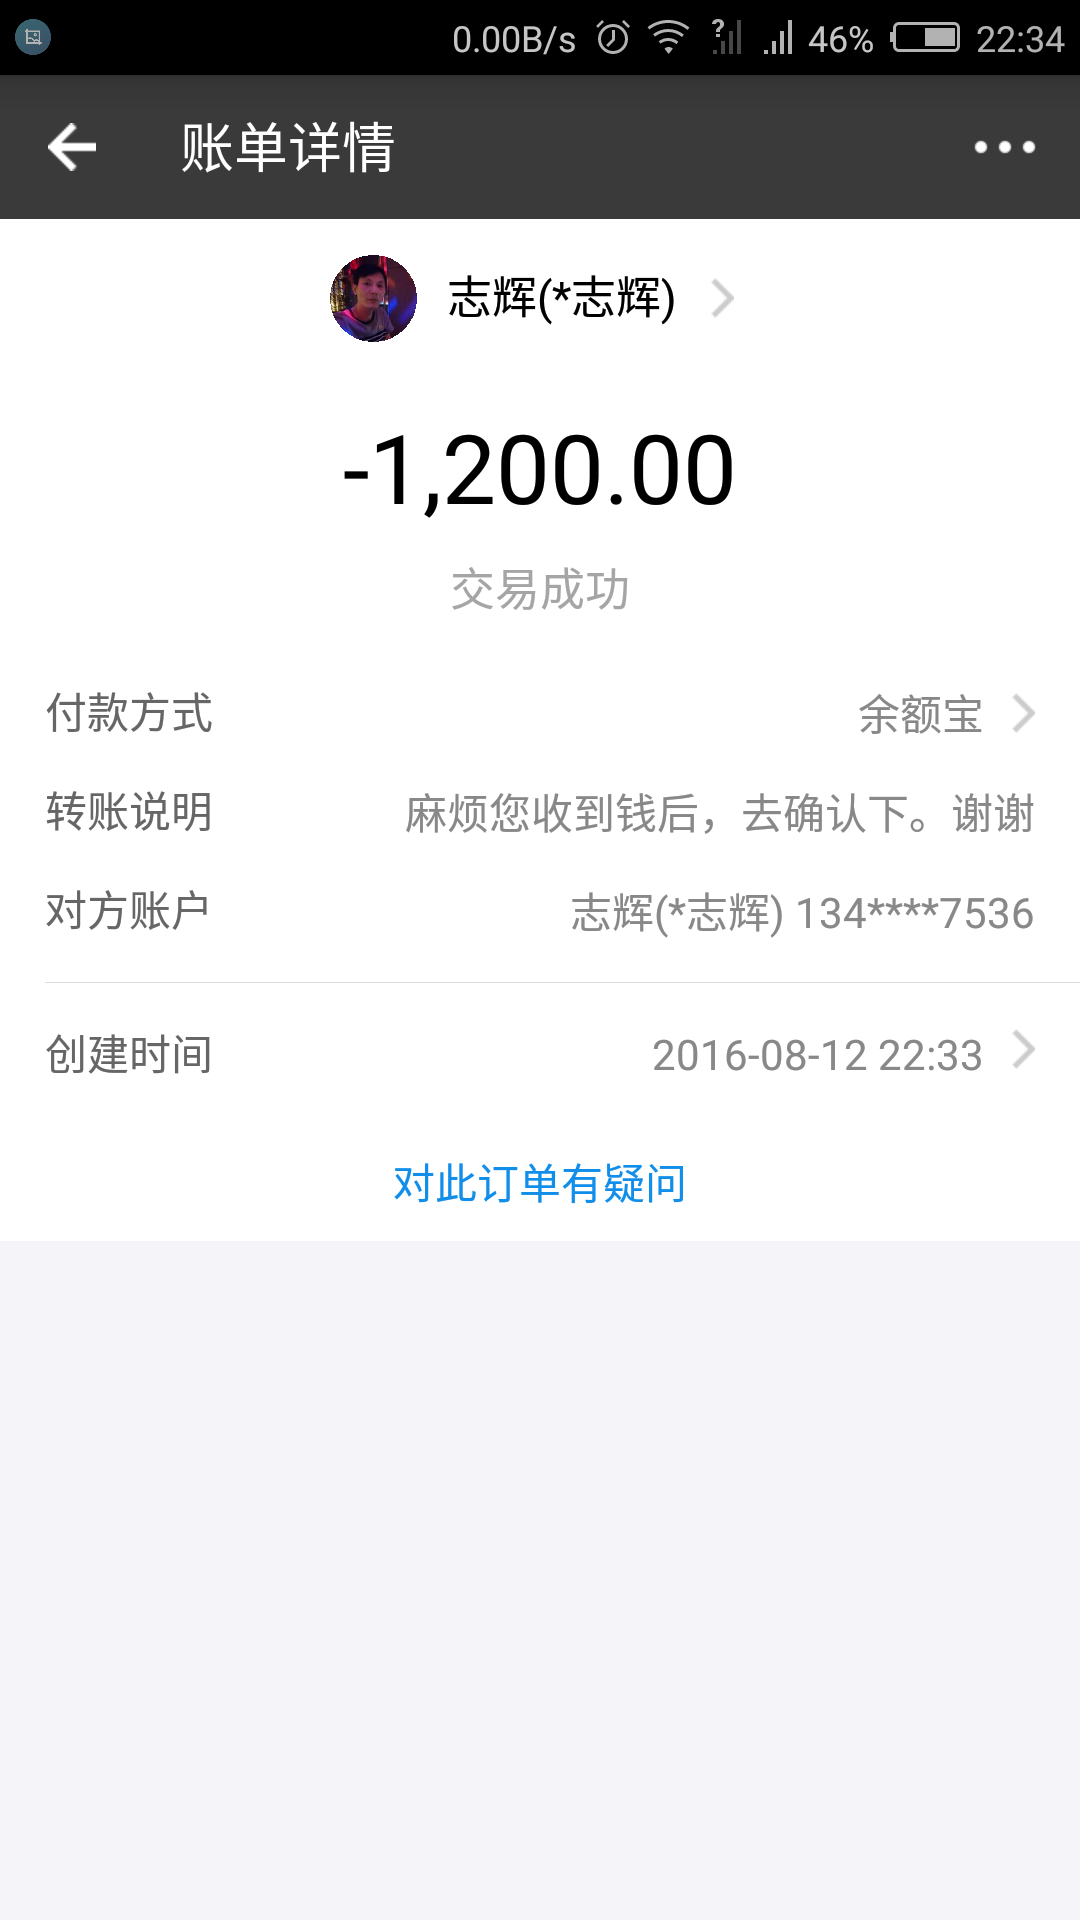 0.00B/s 46% 22:34
账单详情
志辉(*志辉)
-1,200.00
交易成功
付款方式 余额宝
转账说明 麻烦您收到钱后，去确认下。谢谢
对方账户 志辉(*志辉) 134****7536
创建时间 2016-08-12 22:33
对此订单有疑问